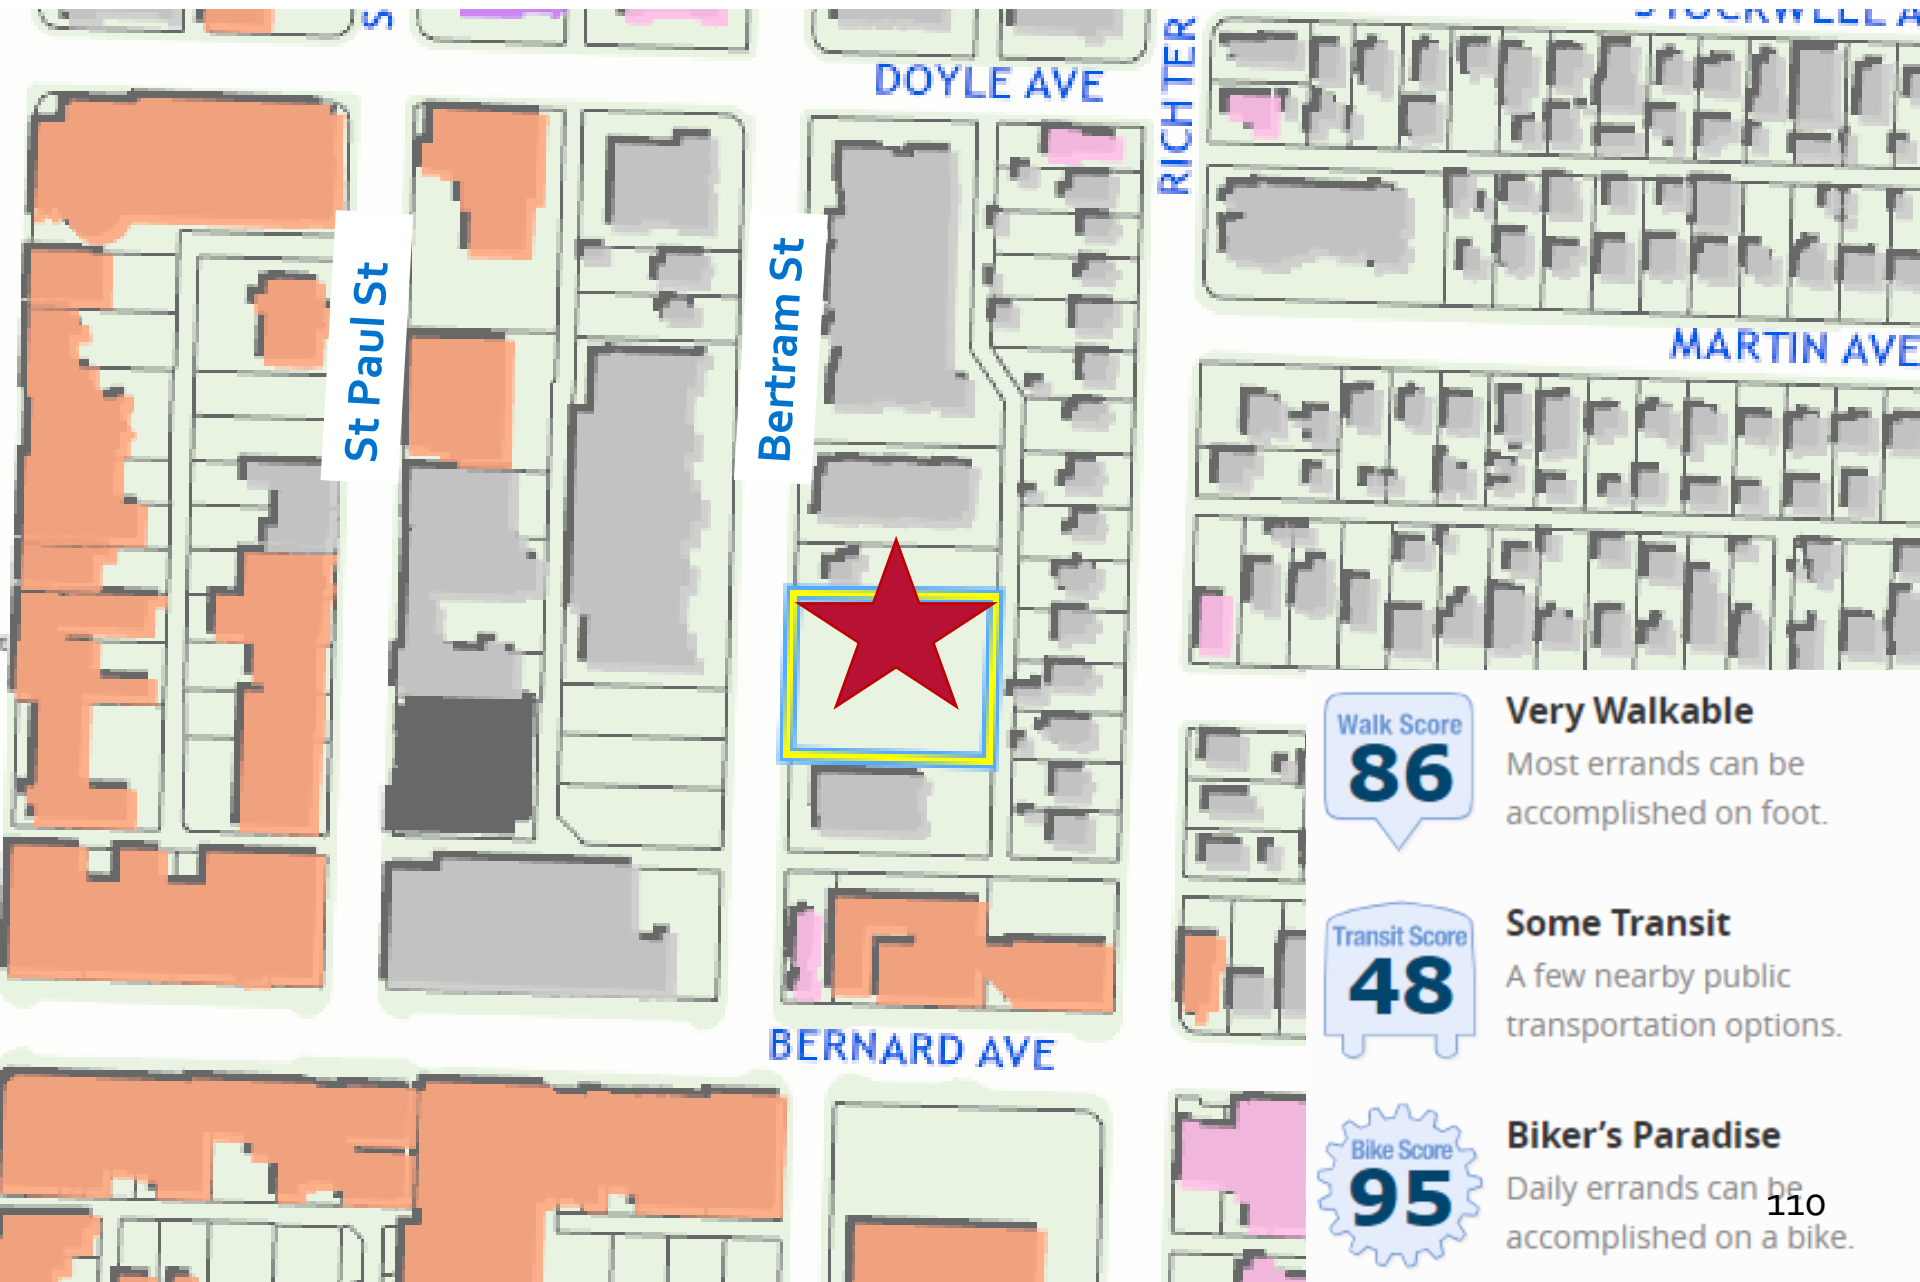 STOCKWELL A
DOYLE AVE
RICHTER
St Paul St
Bertram St
MARTIN AVE
BERNARD AVE
Walk Score
86
Very Walkable
Most errands can be
accomplished on foot.
Transit Score
48
Some Transit
A few nearby public
transportation options.
Bike Score
95
Biker's Paradise
Daily errands can be
accomplished on a bike.
110